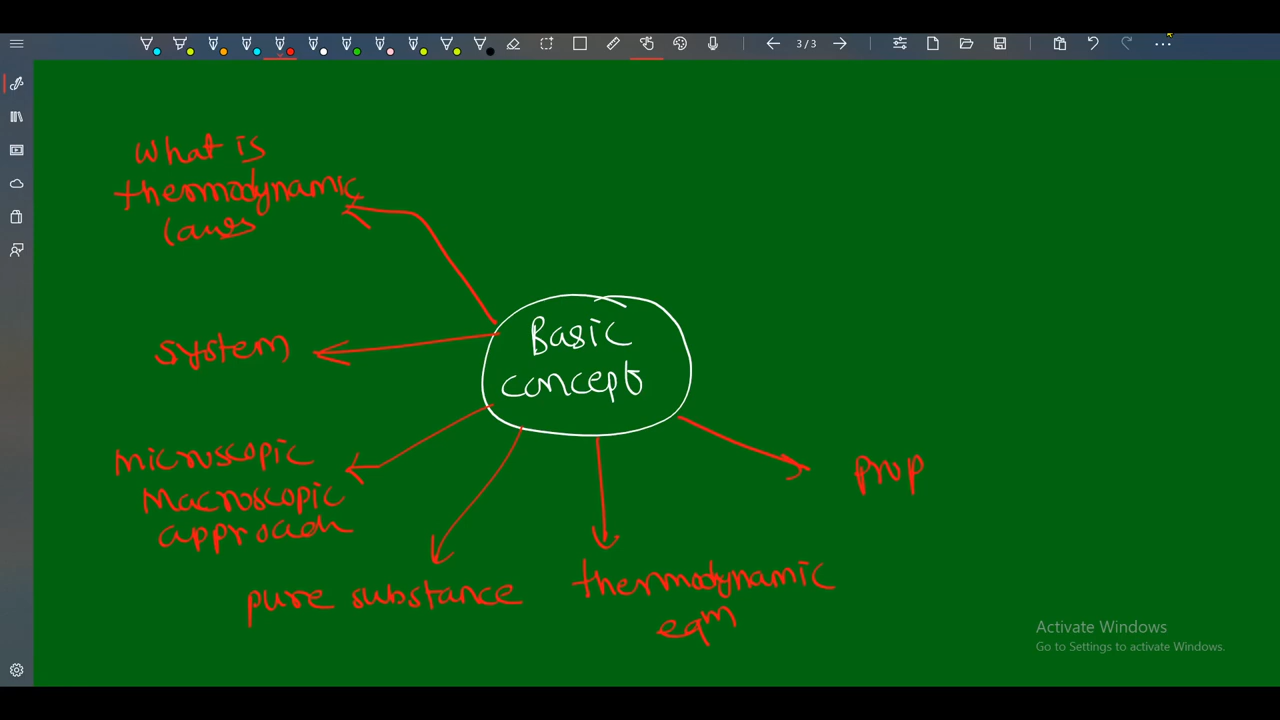 3/3
What is
thermodynamic
laws
Basic
concept
system
microscopic
Macroscopic
approach
prop
pure substance
thermodynamic
eqm
Activate Windows
Go to Settings to activate Windows.